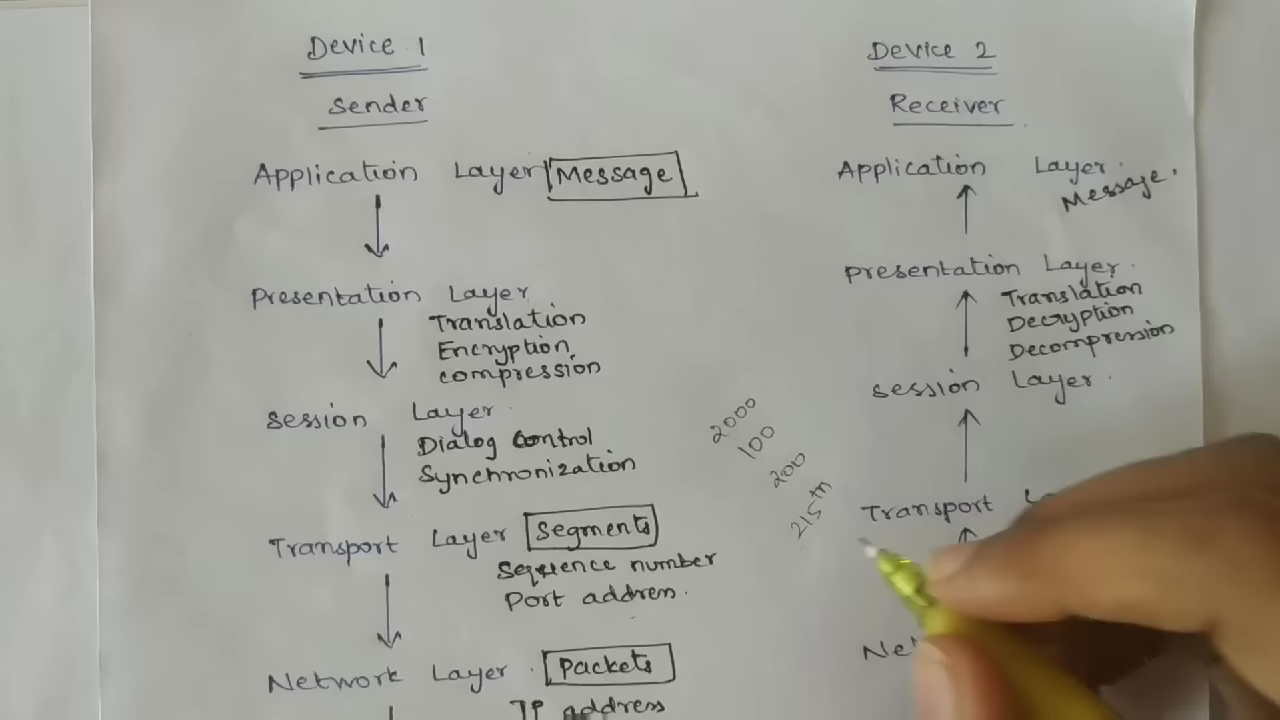 Device 1
Sender
Application Layer Message
Presentation Layer
Translation
Encryption
compression
session Layer
Dialog Control
Synchronization
Transport Layer Segments
Sequence number
Port address.
Network Layer. Packets
IP address
2000
100
200
215th
Device 2
Receiver
Application Layer.
Message.
presentation Layer.
Translation
Decryption
Decompression
session Layer.
Transport